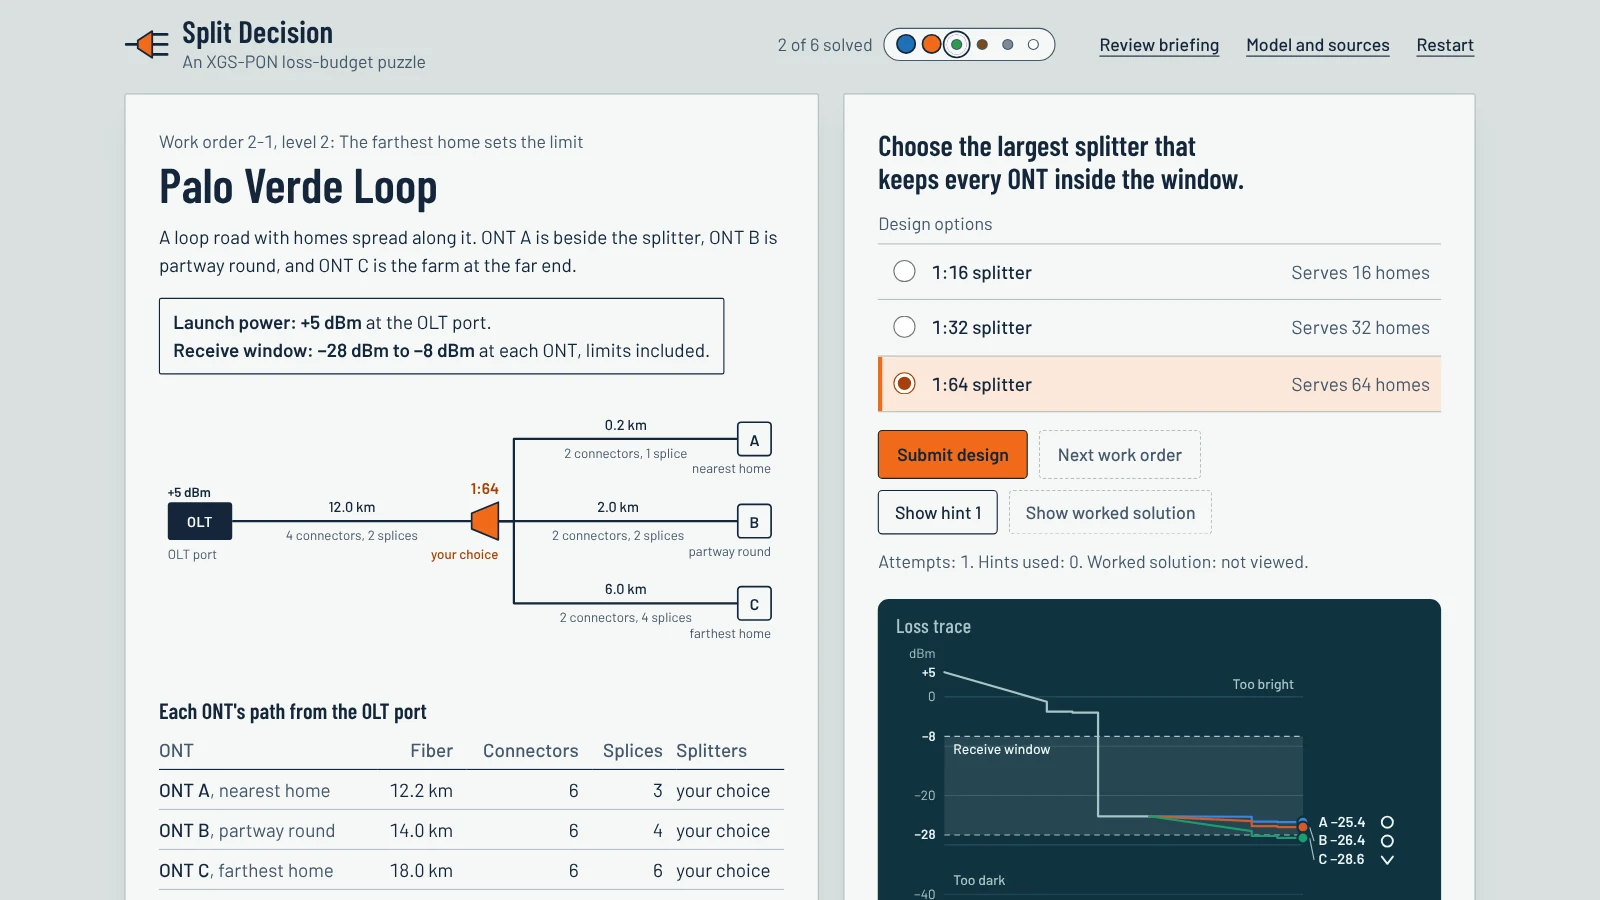 Split Decision
An XGS-PON loss-budget puzzle
2 of 6 solved
Review briefing
Model and sources
Restart
Work order 2-1, level 2: The farthest home sets the limit
Palo Verde Loop
A loop road with homes spread along it. ONT A is beside the splitter, ONT B is
partway round, and ONT C is the farm at the far end.
Launch power: +5 dBm at the OLT port.
Receive window: −28 dBm to −8 dBm at each ONT, limits included.
0.2 km
A
2 connectors, 1 splice
nearest home
+5 dBm
1:64
OLT
12.0 km
2.0 km
B
4 connectors, 2 splices
2 connectors, 2 splices
OLT port
your choice
partway round
6.0 km
C
2 connectors, 4 splices
farthest home
Each ONT's path from the OLT port
ONT Fiber Connectors Splices Splitters
ONT A, nearest home 12.2 km 6 3 your choice
ONT B, partway round 14.0 km 6 4 your choice
ONT C, farthest home 18.0 km 6 6 your choice
Choose the largest splitter that
keeps every ONT inside the window.
Design options
1:16 splitter Serves 16 homes
1:32 splitter Serves 32 homes
1:64 splitter Serves 64 homes
Submit design
Next work order
Show hint 1
Show worked solution
Attempts: 1. Hints used: 0. Worked solution: not viewed.
Loss trace
dBm
+5
Too bright
0
−8
Receive window
−20
−28
A −25.4
B −26.4
C −28.6
Too dark
−40